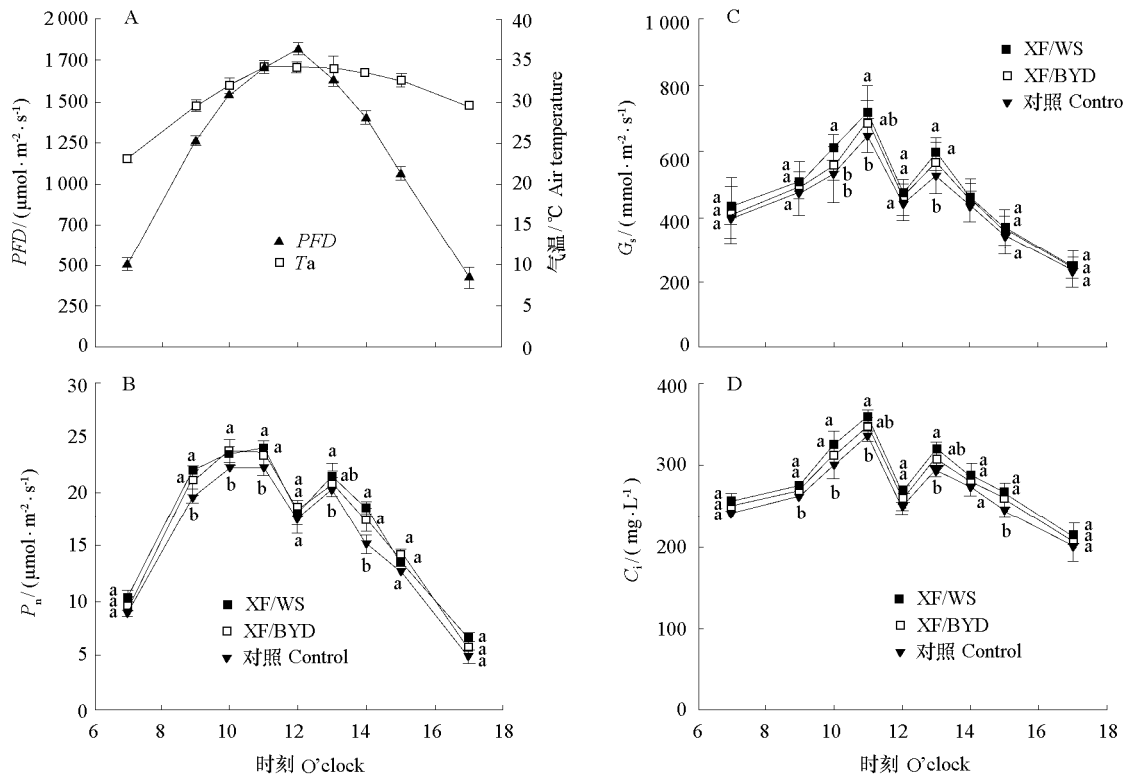 A
2 000
1 700
1 500
1 250
1 000
700
500
250
0
PFD/(μmol·m⁻²·s⁻¹)
40
35
30
25
20
15
10
5
0
气温/℃ Air temperature
PFD
Ta
B
30
25
20
15
10
5
0
Pn/(μmol·m⁻²·s⁻¹)
a a a
a a b
a b
a a b
a a a
a ab b
a a b
a a
a a a
XF/WS
XF/BYD
对照 Control
6 8 10 12 14 16 18
时刻 O'clock
C
1 000
800
600
400
200
0
Gs/(mmol·m⁻²·s⁻¹)
XF/WS
XF/BYD
对照 Contro
a a a
a a a
a b b
a ab b
a a a
a a b
a
a a a
a a a
D
400
300
200
100
0
Ci/(mg·L⁻¹)
a a a
a a b
a a b
a ab b
a a b
a ab b
a a a
a a b
a a a
XF/WS
XF/BYD
对照 Control
6 8 10 12 14 16 18
时刻 O'clock